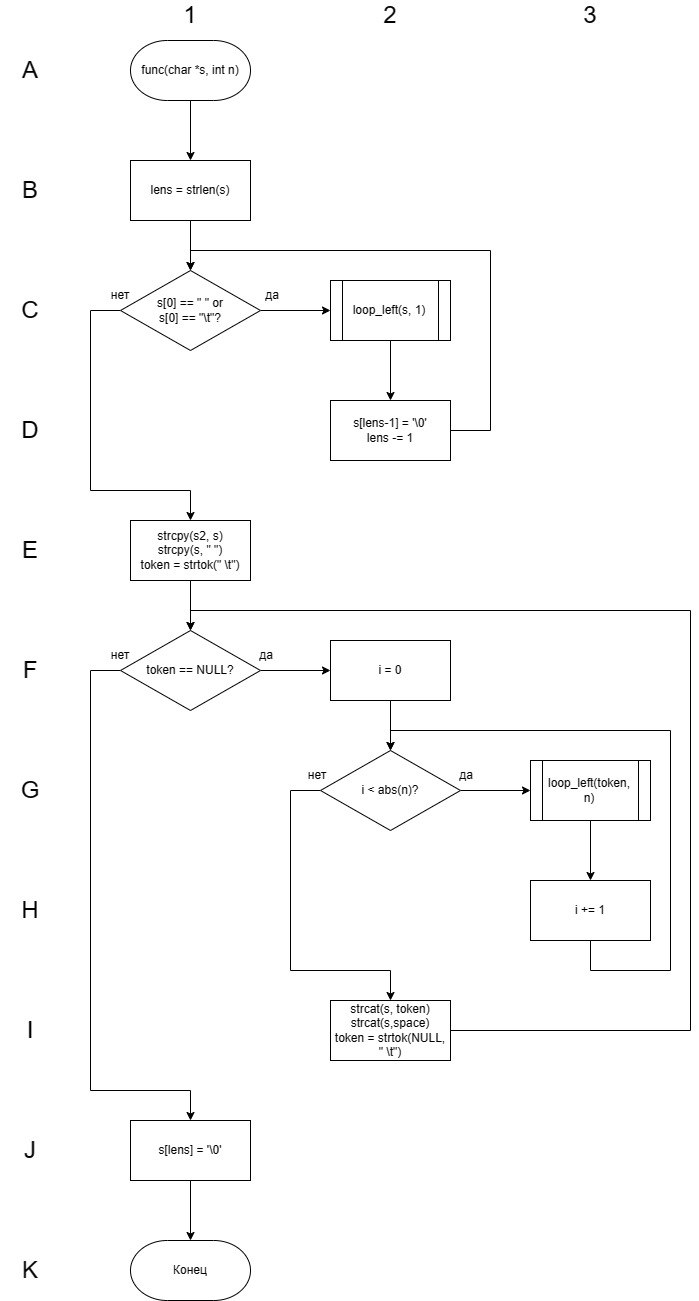 1 2 3
A
func(char *s, int n)
B
lens = strlen(s)
C
нет
s[0] == " " or
s[0] == "\t"?
да
loop_left(s, 1)
D
s[lens-1] = '\0'
lens -= 1
E
strcpy(s2, s)
strcpy(s, " ")
token = strtok(" \t")
F
нет
token == NULL?
да
i = 0
G
нет
i < abs(n)?
да
loop_left(token,
n)
H
i += 1
I
strcat(s, token)
strcat(s,space)
token = strtok(NULL,
" \t")
J
s[lens] = '\0'
K
Конец